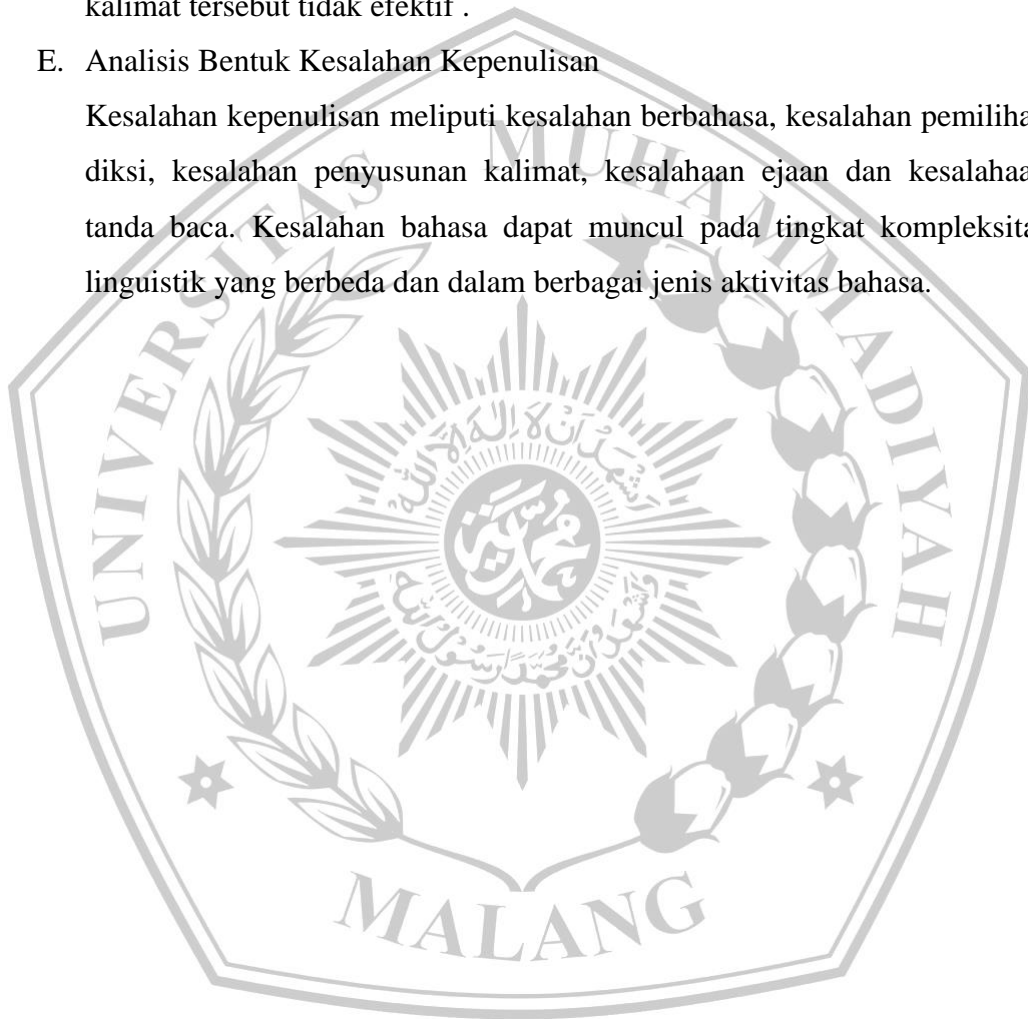 kalimat tersebut tidak efektif .
E. Analisis Bentuk Kesalahan Kepenulisan
Kesalahan kepenulisan meliputi kesalahan berbahasa, kesalahan pemiliha
diksi, kesalahan penyusunan kalimat, kesalahaan ejaan dan kesalahaa
tanda baca. Kesalahan bahasa dapat muncul pada tingkat kompleksita
linguistik yang berbeda dan dalam berbagai jenis aktivitas bahasa.
UNIVERSITAS MUHAMMADIYAH
MALANG